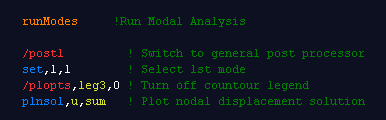 runModes !Run Modal Analysis
/post1 ! Switch to general post processor
set,1,1 ! Select 1st mode
/plopts,leg3,0 ! Turn off countour legend
plnsol,u,sum ! Plot nodal displacement solution